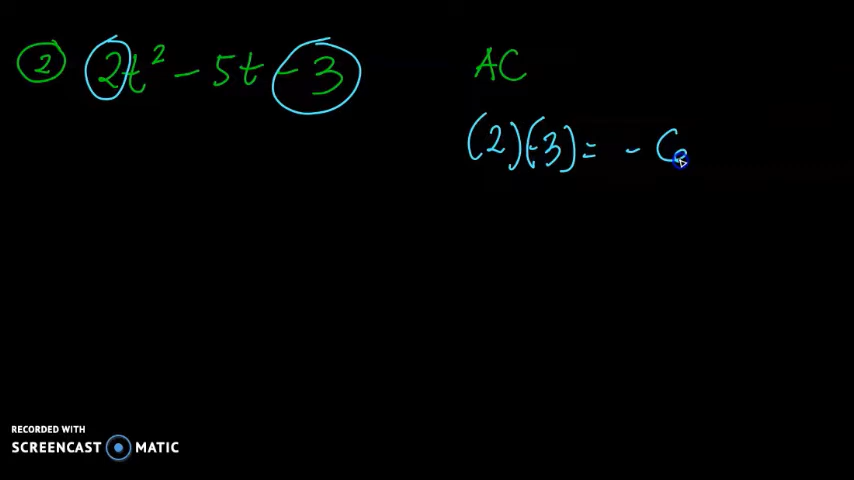 ② 2t² - 5t - 3
AC
(2)(-3) = - 6
RECORDED WITH
SCREENCAST MATIC